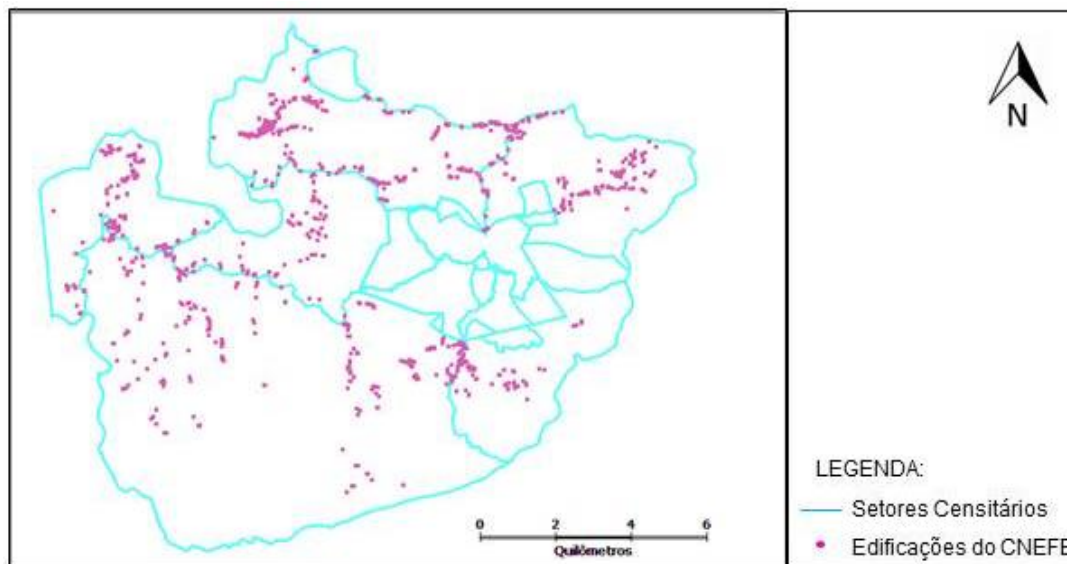 N
0 2 4 6
Quilômetros
LEGENDA:
Setores Censitários
Edificações do CNEFE